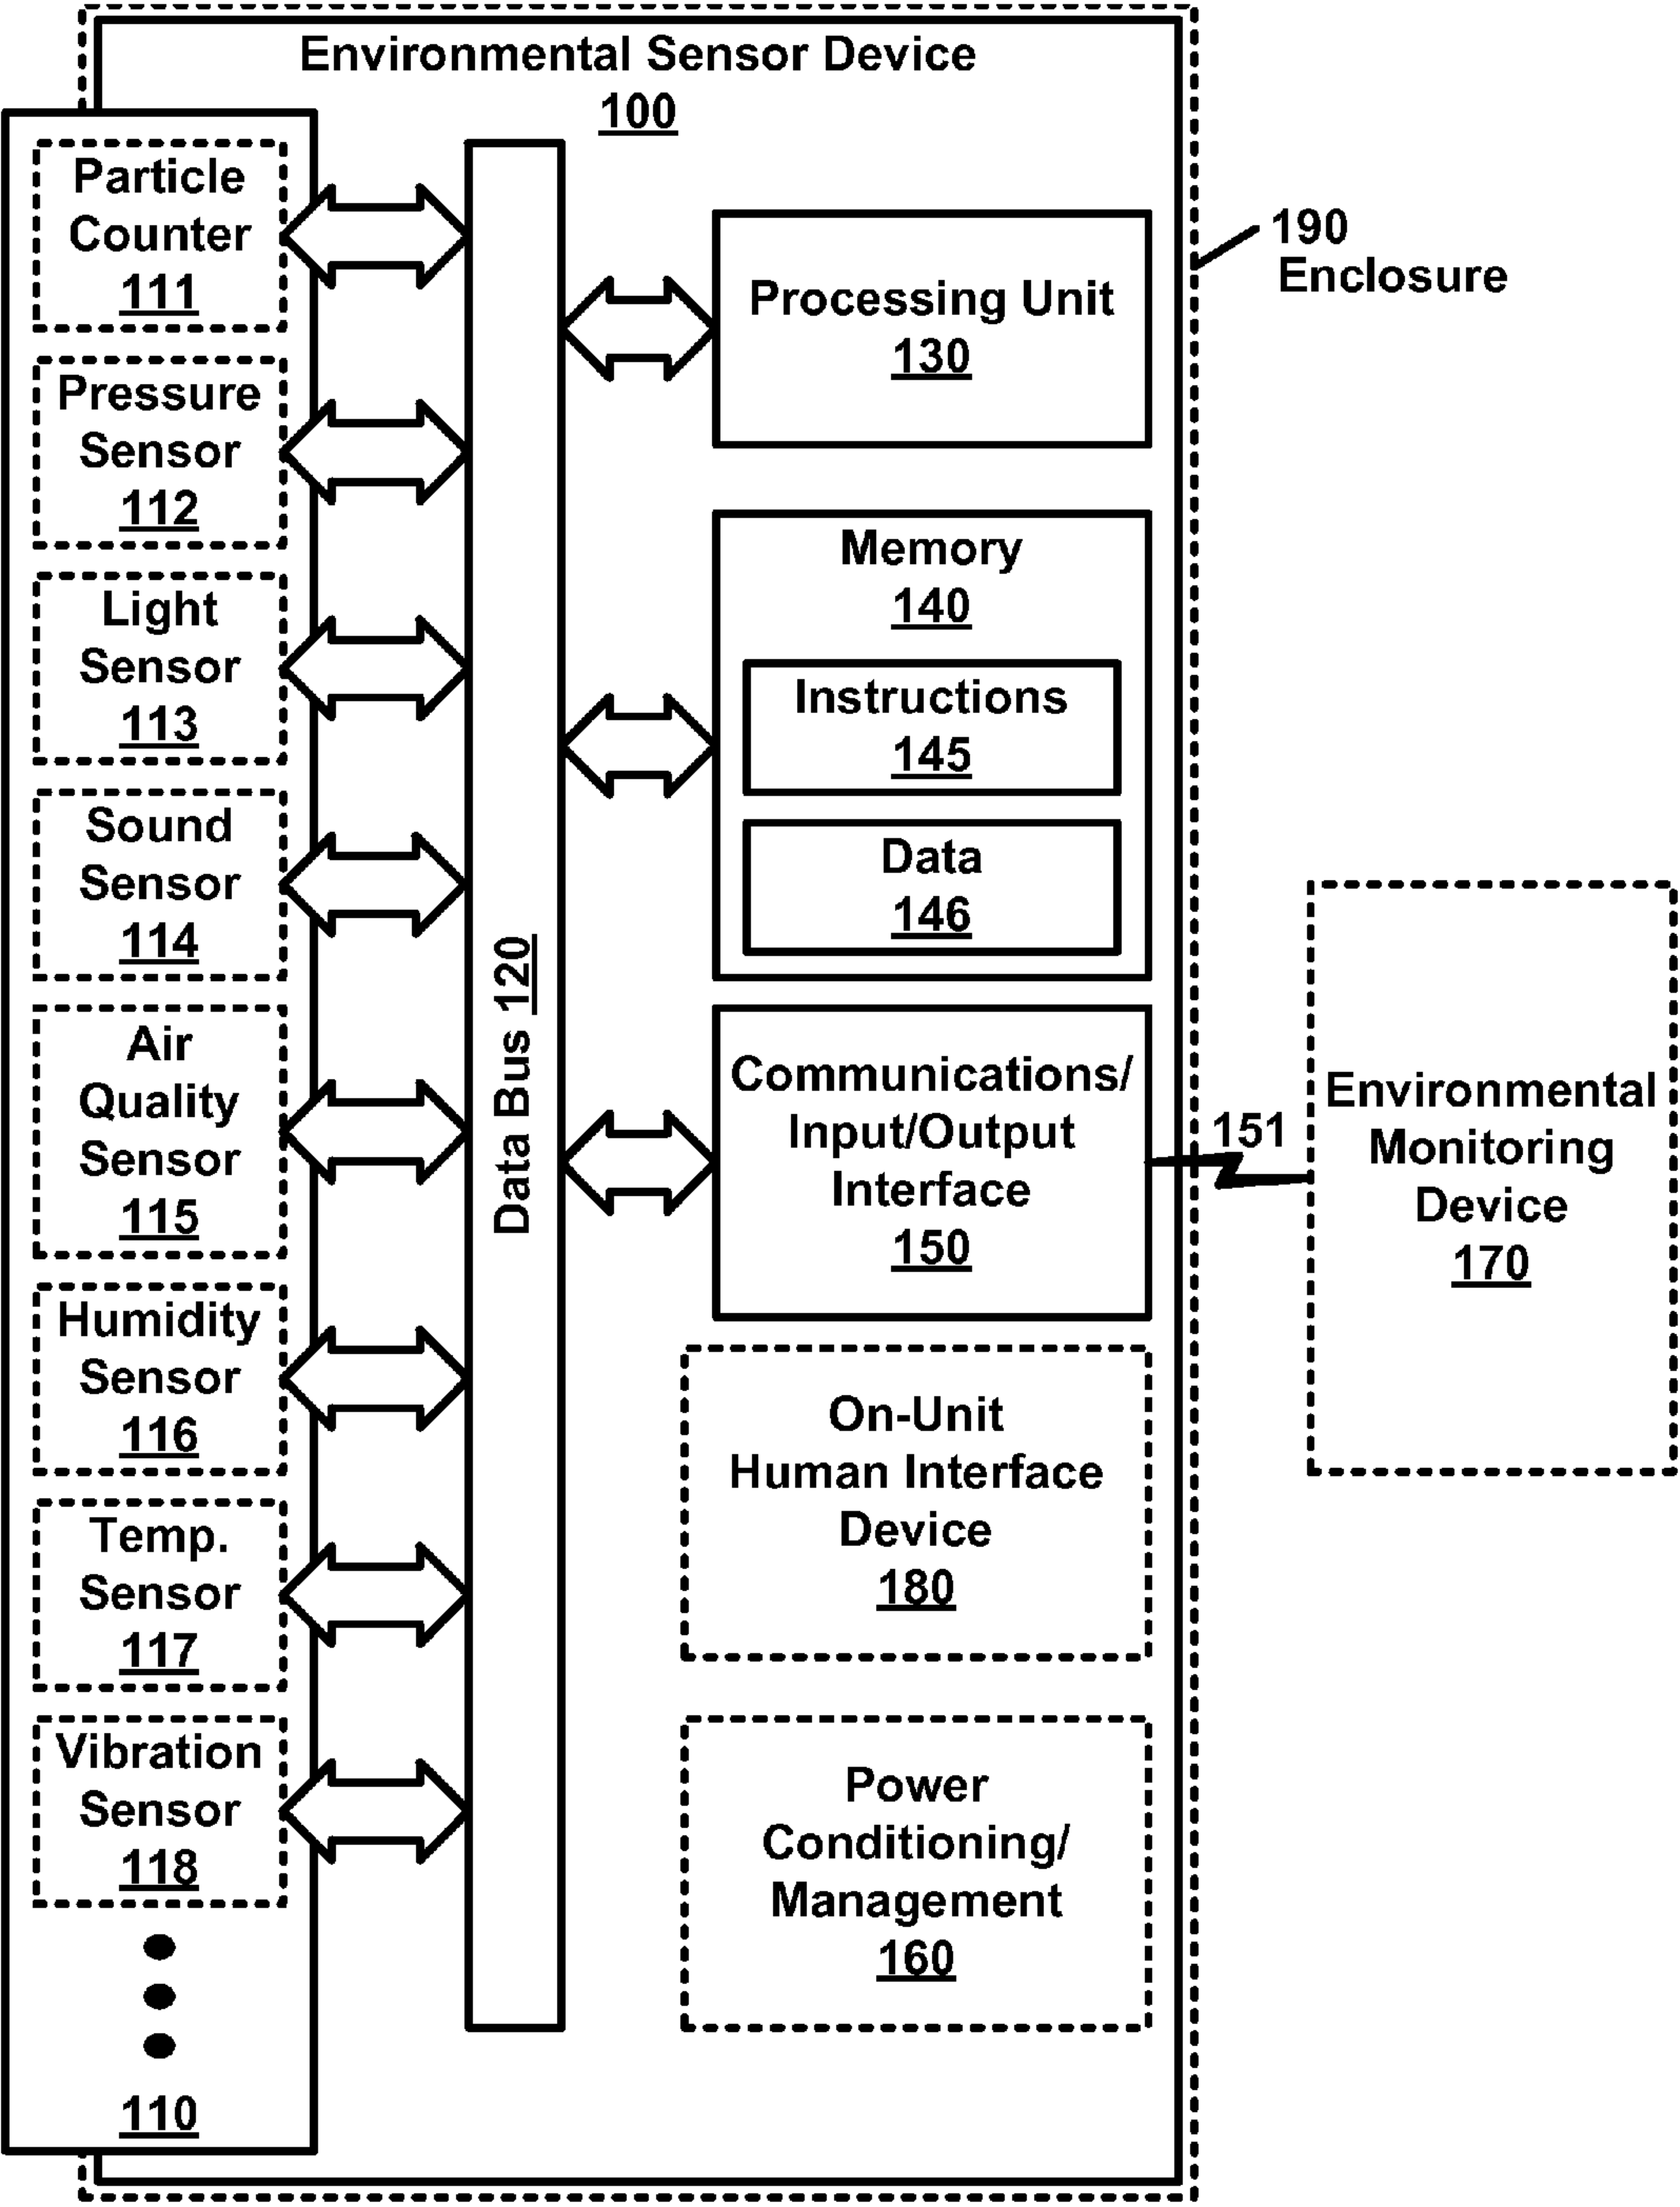 Environmental Sensor Device
100
Particle
Counter
111
Pressure
Sensor
112
Light
Sensor
113
Sound
Sensor
114
Air
Quality
Sensor
115
Humidity
Sensor
116
Temp.
Sensor
117
Vibration
Sensor
118
110
Data Bus 120
Processing Unit
130
Memory
140
Instructions
145
Data
146
Communications/
Input/Output
Interface
150
On-Unit
Human Interface
Device
180
Power
Conditioning/
Management
160
190
Enclosure
151
Environmental
Monitoring
Device
170